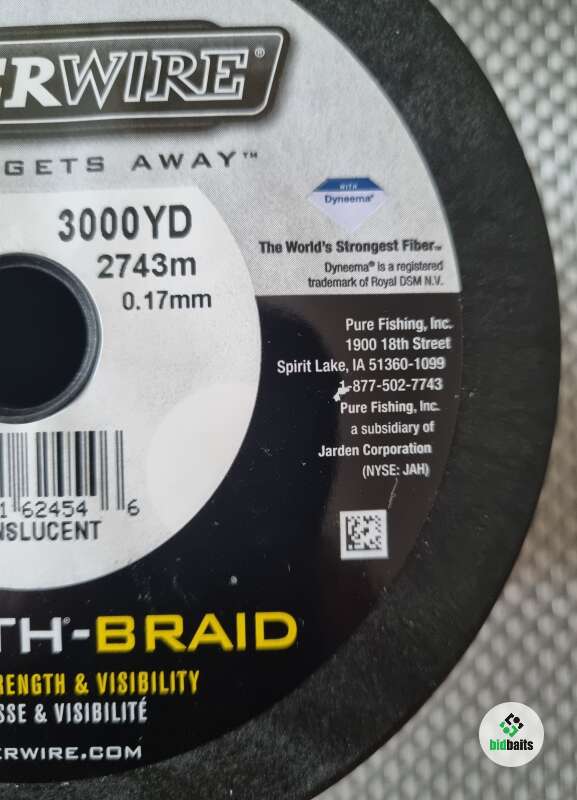 ERWIRE®
GETS AWAY™
WITH
Dyneema®
3000YD
2743m
0.17mm
The World's Strongest Fiber™
Dyneema® is a registered
trademark of Royal DSM N.V.
Pure Fishing, Inc.
1900 18th Street
Spirit Lake, IA 51360-1099
1-877-502-7743
Pure Fishing, Inc.
a subsidiary of
Jarden Corporation
(NYSE: JAH)
1 62454 6
NSLUCENT
TH®-BRAID
RENGTH & VISIBILITY
SSE & VISIBILITÉ
ERWIRE.COM
bidbaits